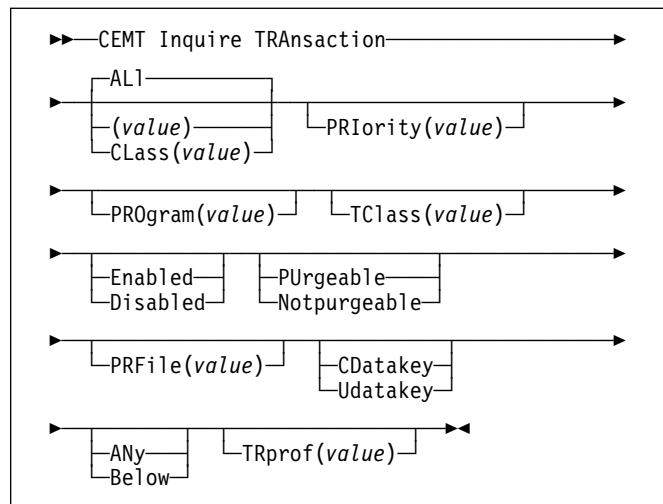 CEMT Inquire TRAnsaction
ALl
(value) PRIority(value)
CLass(value)
PROgram(value) TClass(value)
Enabled PUrgeable
Disabled Notpurgeable
PRFile(value) CDatakey
Udatakey
ANy TRprof(value)
Below